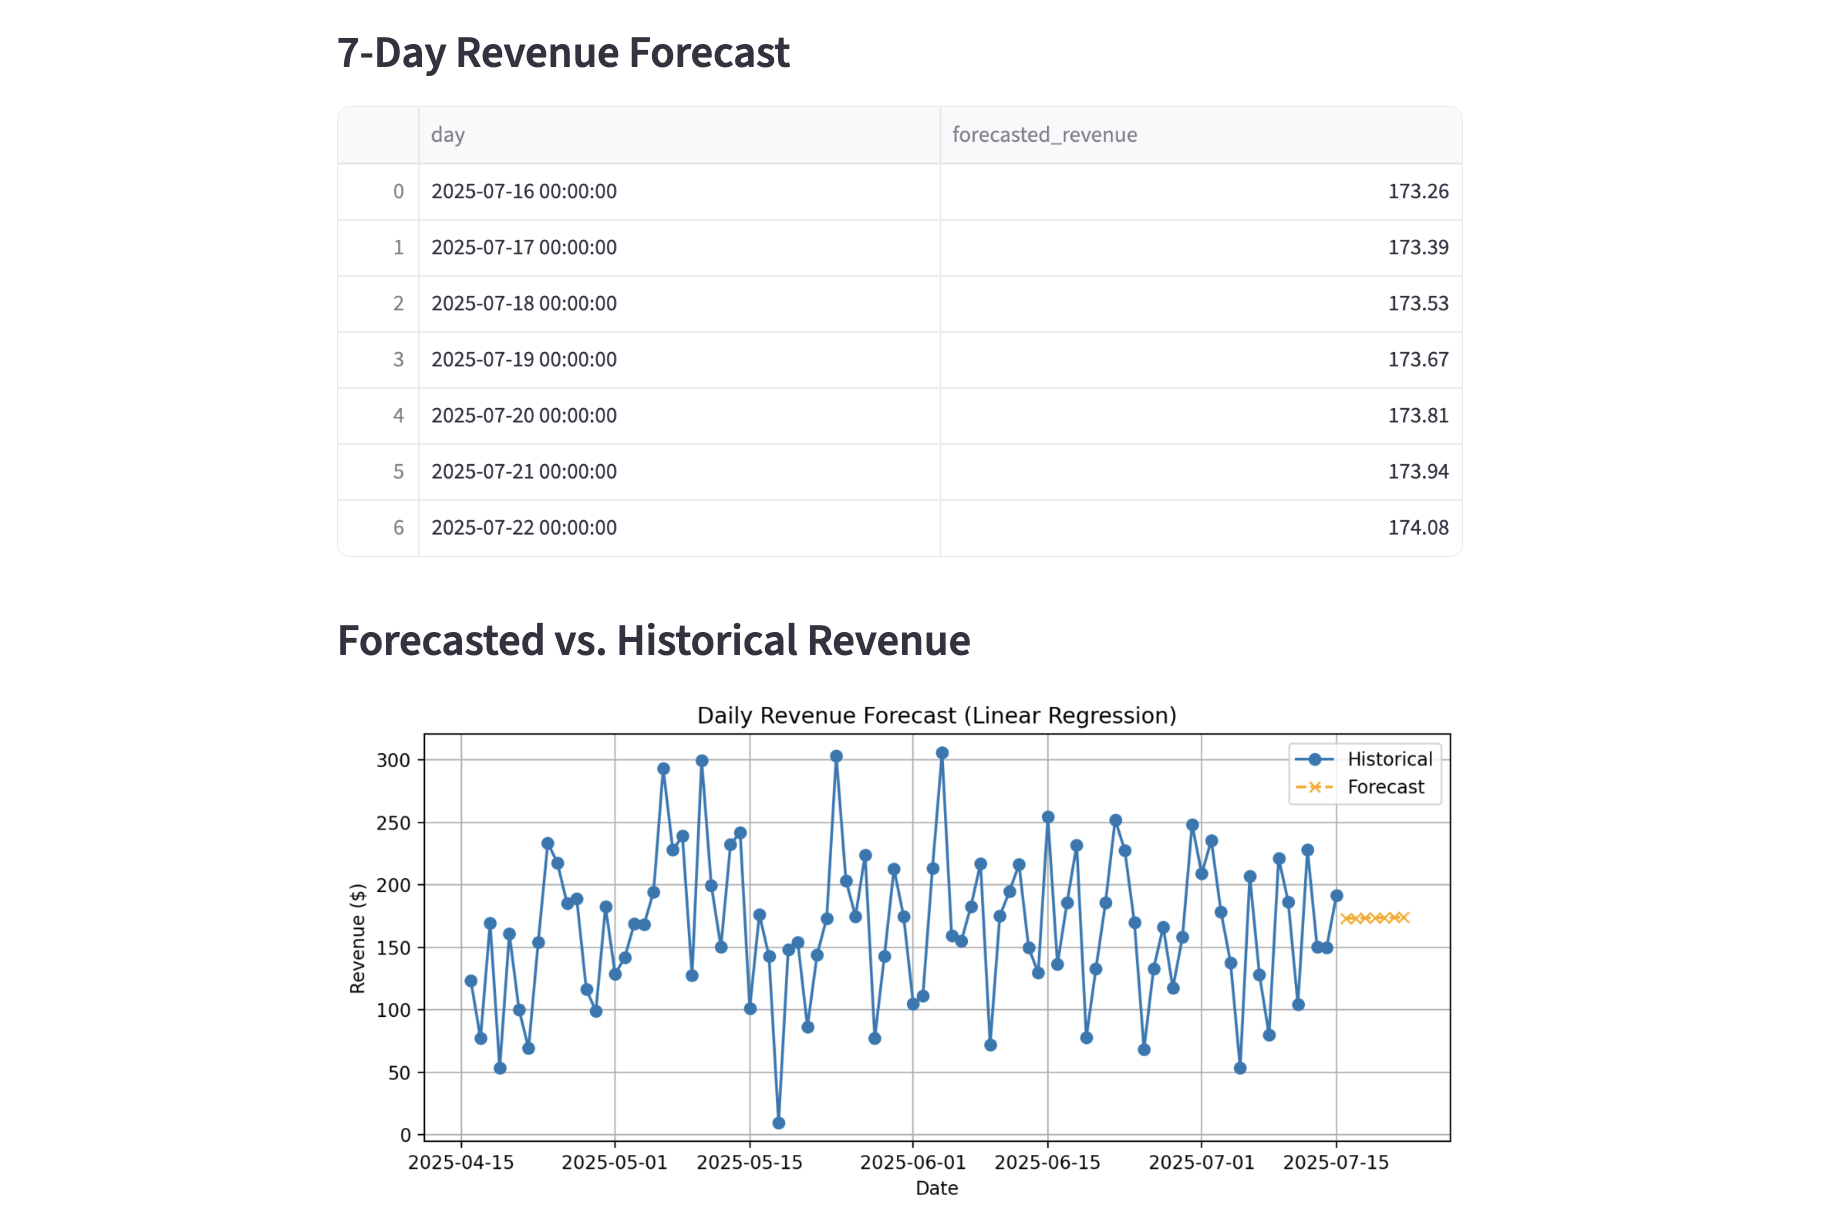 7-Day Revenue Forecast
day forecasted_revenue
0 2025-07-16 00:00:00 173.26
1 2025-07-17 00:00:00 173.39
2 2025-07-18 00:00:00 173.53
3 2025-07-19 00:00:00 173.67
4 2025-07-20 00:00:00 173.81
5 2025-07-21 00:00:00 173.94
6 2025-07-22 00:00:00 174.08
Forecasted vs. Historical Revenue
Daily Revenue Forecast (Linear Regression)
Historical
Forecast
300
250
200
150
100
50
0
Revenue ($)
2025-04-15 2025-05-01 2025-05-15 2025-06-01 2025-06-15 2025-07-01 2025-07-15
Date